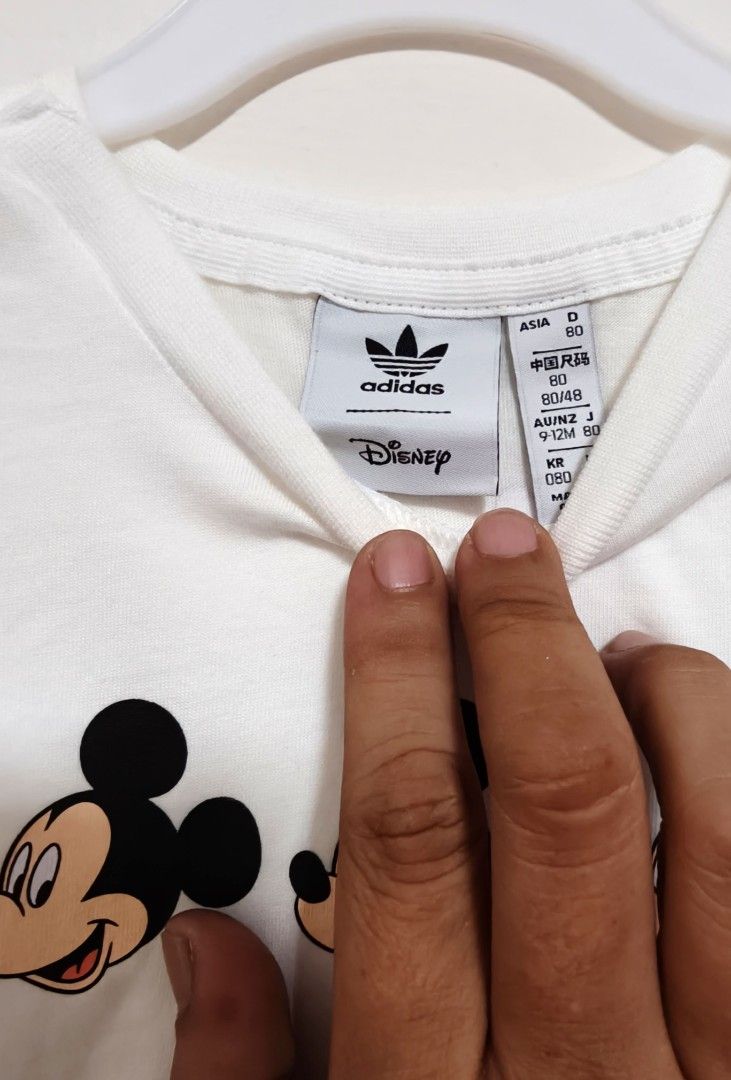 adidas
Disney
ASIA D
80
中国尺码
80
80/48
AU/NZ J
9-12M 80
KR
080